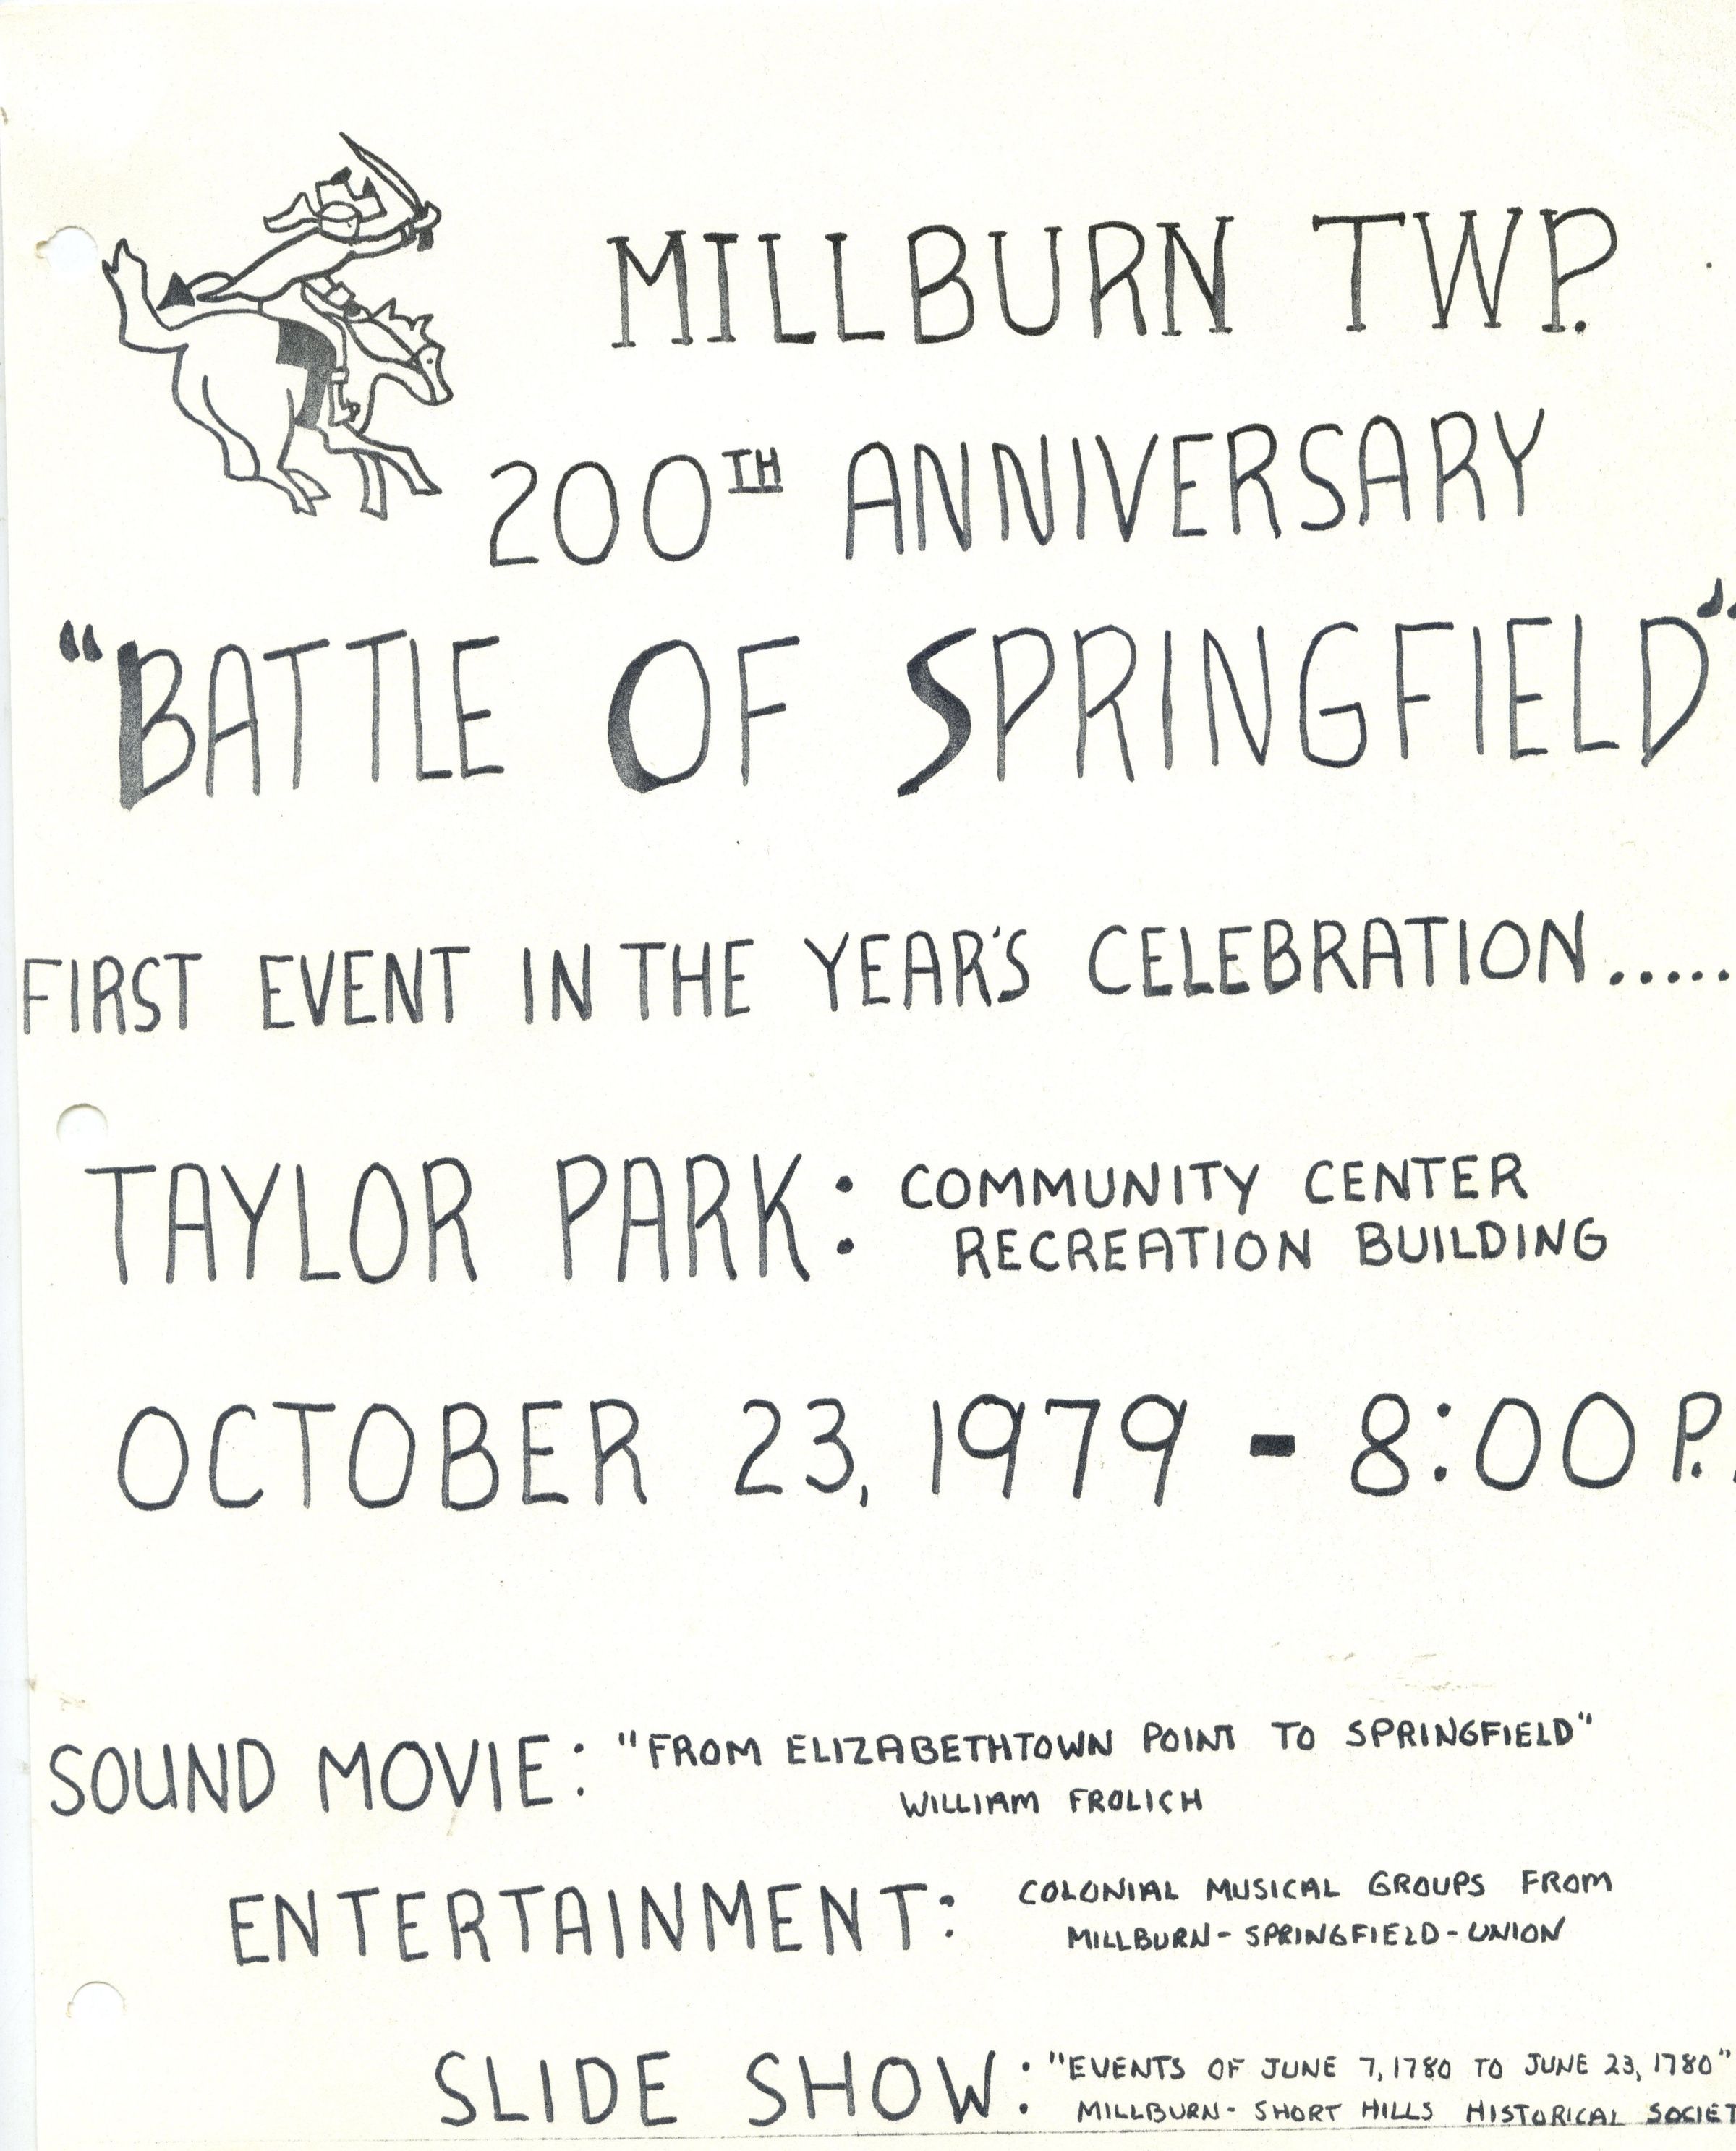 MILLBURN TWP.
200TH ANNIVERSARY
"BATTLE OF SPRINGFIELD"
FIRST EVENT IN THE YEAR'S CELEBRATION.....
TAYLOR PARK: COMMUNITY CENTER
RECREATION BUILDING
OCTOBER 23, 1979 - 8:00 P.
SOUND MOVIE: "FROM ELIZABETHTOWN POINT TO SPRINGFIELD"
WILLIAM FROLICH
ENTERTAINMENT: COLONIAL MUSICAL GROUPS FROM
MILLBURN - SPRINGFIELD - UNION
SLIDE SHOW: "EVENTS OF JUNE 7, 1780 TO JUNE 23, 1780"
MILLBURN - SHORT HILLS HISTORICAL SOCIET